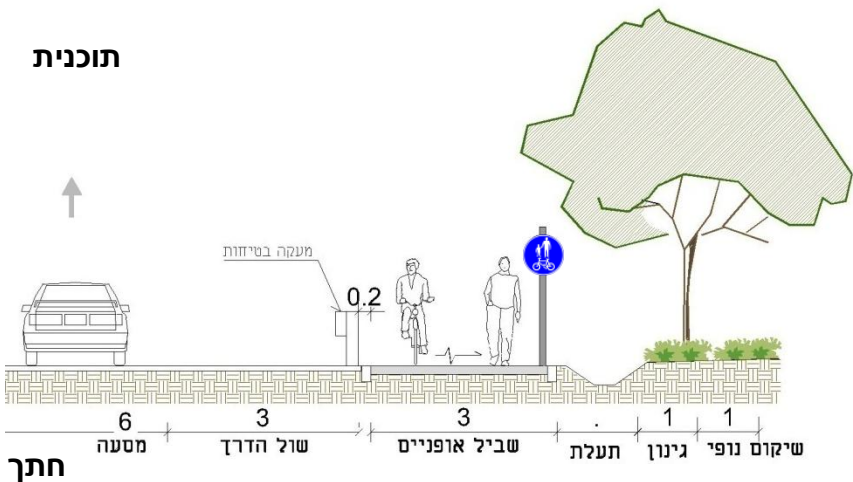 תוכנית
מעקה בטיחות
0.2
6 3 3 . 1 1
מסעה שול הדרך שביל אופניים תעלת גינון שיקום נופי
חתך